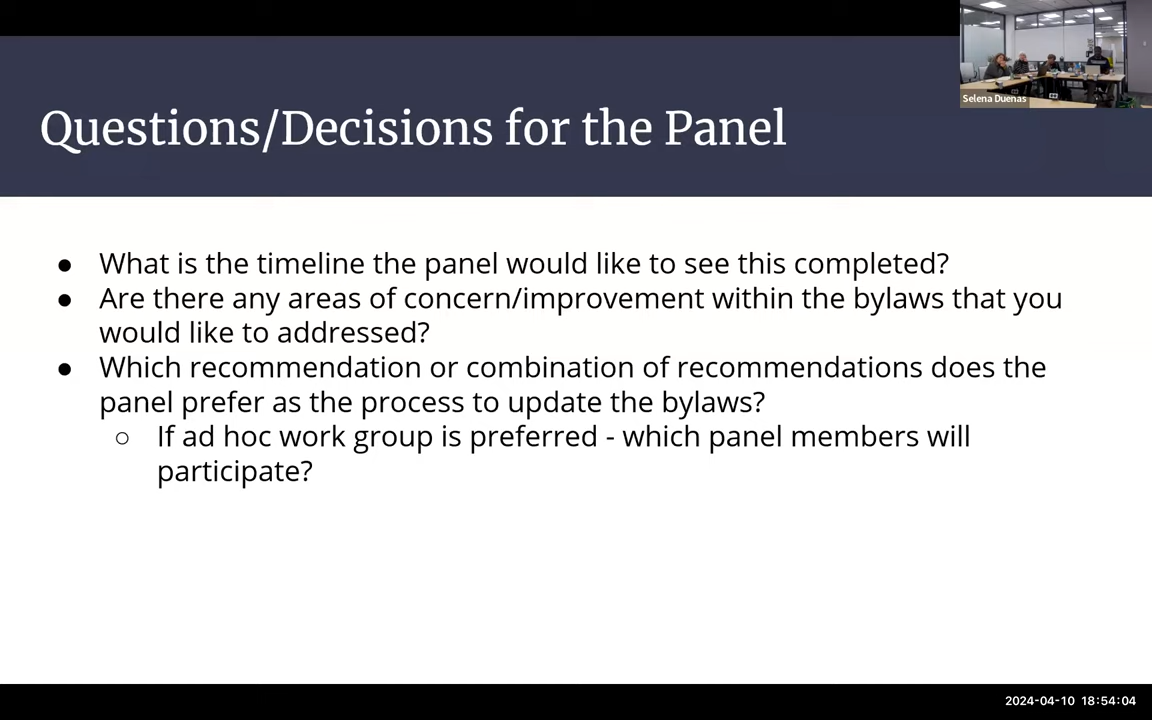 Selena Duenas
Questions/Decisions for the Panel
● What is the timeline the panel would like to see this completed?
● Are there any areas of concern/improvement within the bylaws that you
would like to addressed?
● Which recommendation or combination of recommendations does the
panel prefer as the process to update the bylaws?
○ If ad hoc work group is preferred - which panel members will
participate?
2024-04-10 18:54:04